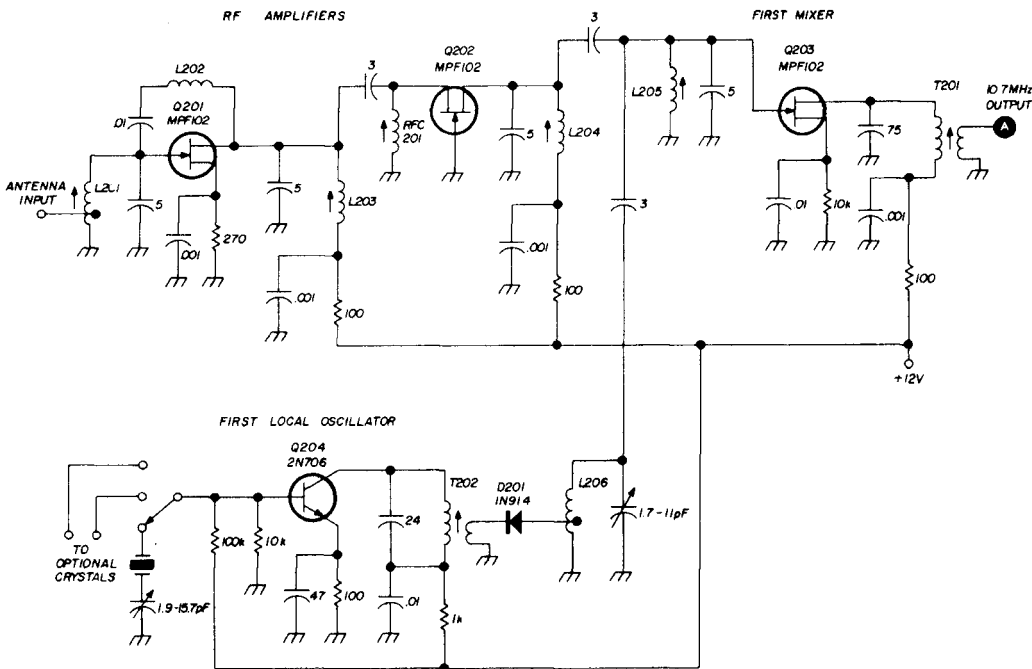 RF AMPLIFIERS
FIRST MIXER
L202
Q201
MPF102
.01
L201
ANTENNA
INPUT
5
.001
270
5
L203
.001
100
3
RFC
201
Q202
MPF102
5
L204
.001
100
3
L205
5
3
Q203
MPF102
.01
10k
75
.001
T201
100
+12V
10.7MHz
OUTPUT
A
FIRST LOCAL OSCILLATOR
Q204
2N706
TO
OPTIONAL
CRYSTALS
1.9-15.7pF
100k
10k
47
100
24
.01
T202
1k
D201
1N914
L206
1.7-11pF